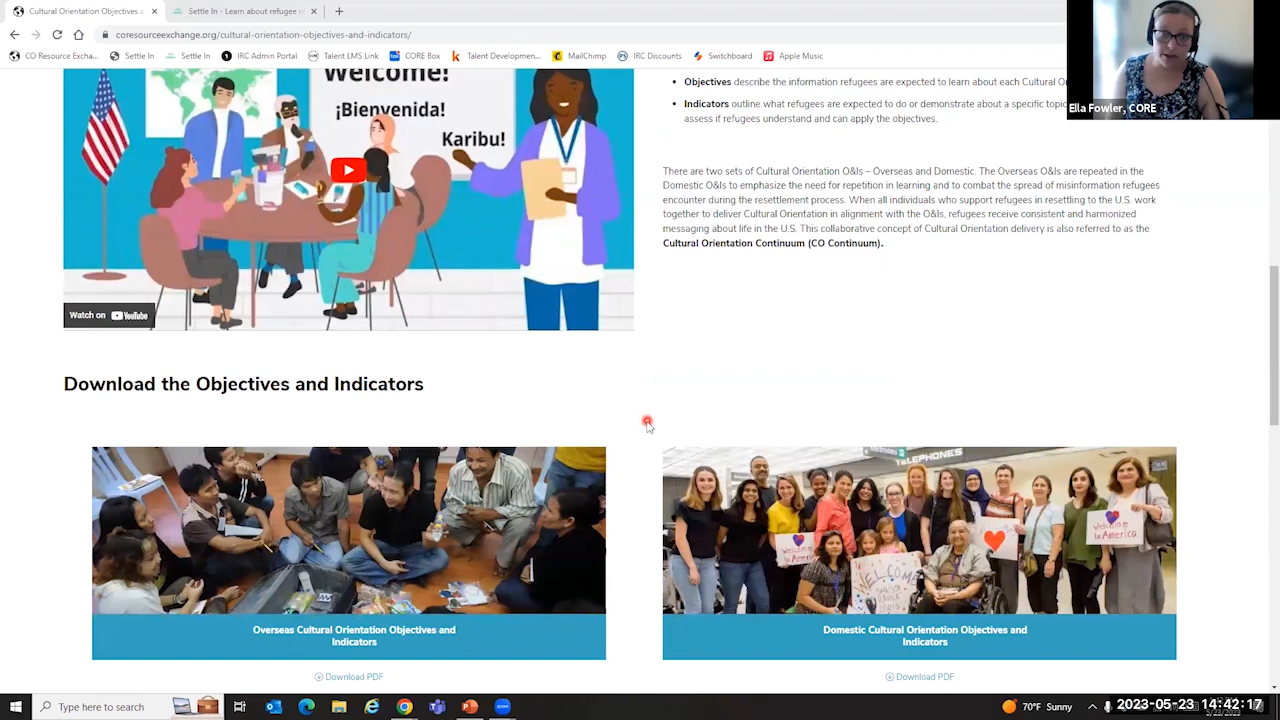 Cultural Orientation Objectives a
Settle In - Learn about refugee r
coresourceexchange.org/cultural-orientation-objectives-and-indicators/
CO Resource Exchan...
Settle In
Settle In
IRC Admin Portal
Talent LMS Link
CORE Box
Talent Developmen...
MailChimp
IRC Discounts
Switchboard
Apple Music
Ella Fowler, CORE
Welcome!
¡Bienvenida!
Karibu!
Watch on YouTube
Objectives describe the information refugees are expected to learn about each Cultural Or
Indicators outline what refugees are expected to do or demonstrate about a specific topic
assess if refugees understand and can apply the objectives.
There are two sets of Cultural Orientation O&Is – Overseas and Domestic. The Overseas O&Is are repeated in the
Domestic O&Is to emphasize the need for repetition in learning and to combat the spread of misinformation refugees
encounter during the resettlement process. When all individuals who support refugees in resettling to the U.S. work
together to deliver Cultural Orientation in alignment with the O&Is, refugees receive consistent and harmonized
messaging about life in the U.S. This collaborative concept of Cultural Orientation delivery is also referred to as the
Cultural Orientation Continuum (CO Continuum).
Download the Objectives and Indicators
TELEPHONES
Welcome
to America
WELCOME
Welcome
to America
Overseas Cultural Orientation Objectives and
Indicators
Domestic Cultural Orientation Objectives and
Indicators
Download PDF
Download PDF
Type here to search
70°F Sunny
2023-05-23 14:42:17